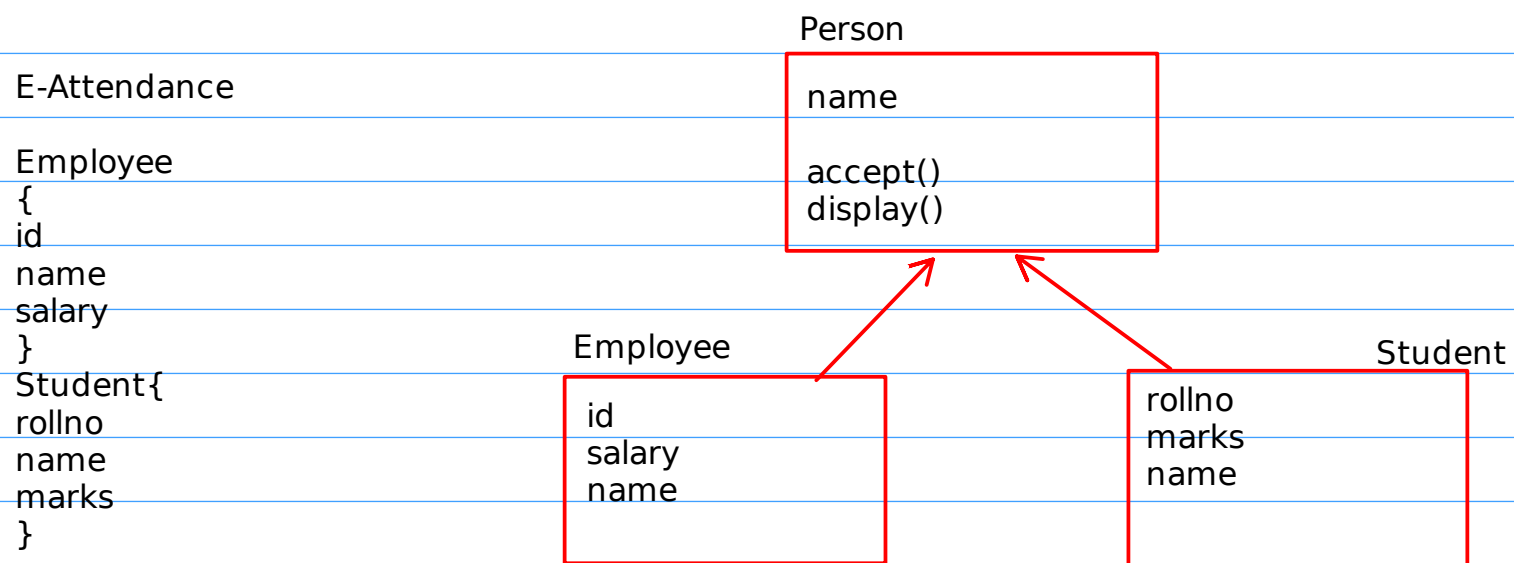 E-Attendance
Employee
{
id
name
salary
}
Student{
rollno
name
marks
}
Person
name
accept()
display()
Employee
id
salary
name
Student
rollno
marks
name